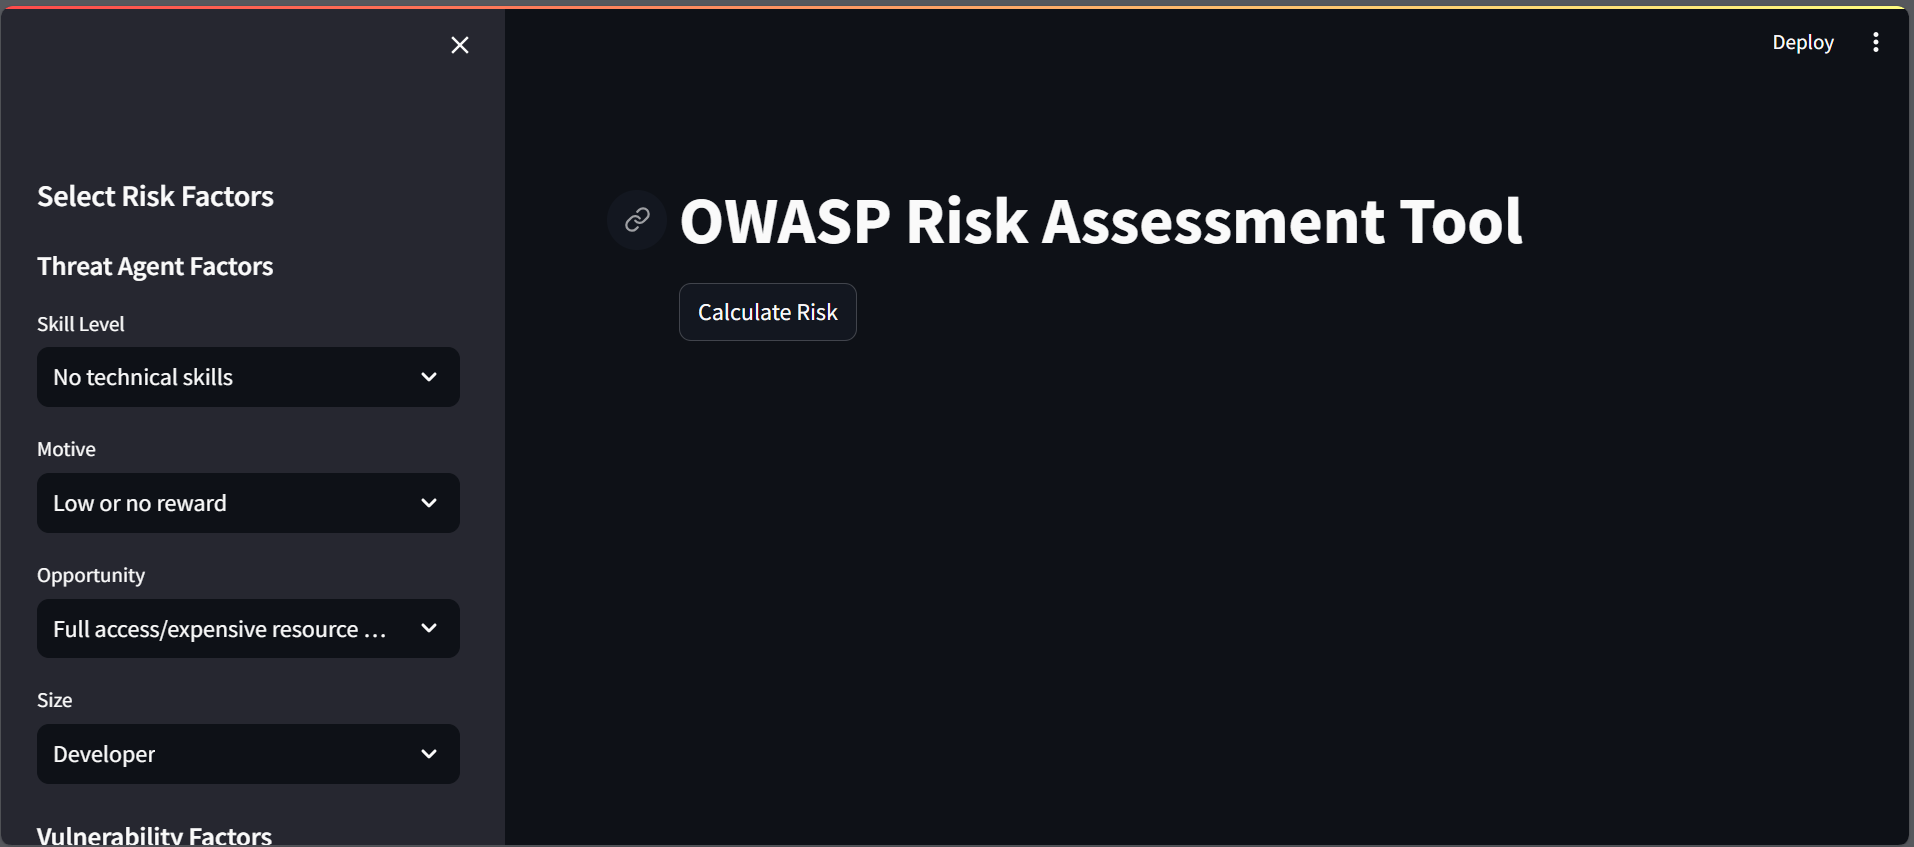 Deploy
Select Risk Factors
Threat Agent Factors
Skill Level
No technical skills
Motive
Low or no reward
Opportunity
Full access/expensive resource ...
Size
Developer
Vulnerability Factors
OWASP Risk Assessment Tool
Calculate Risk